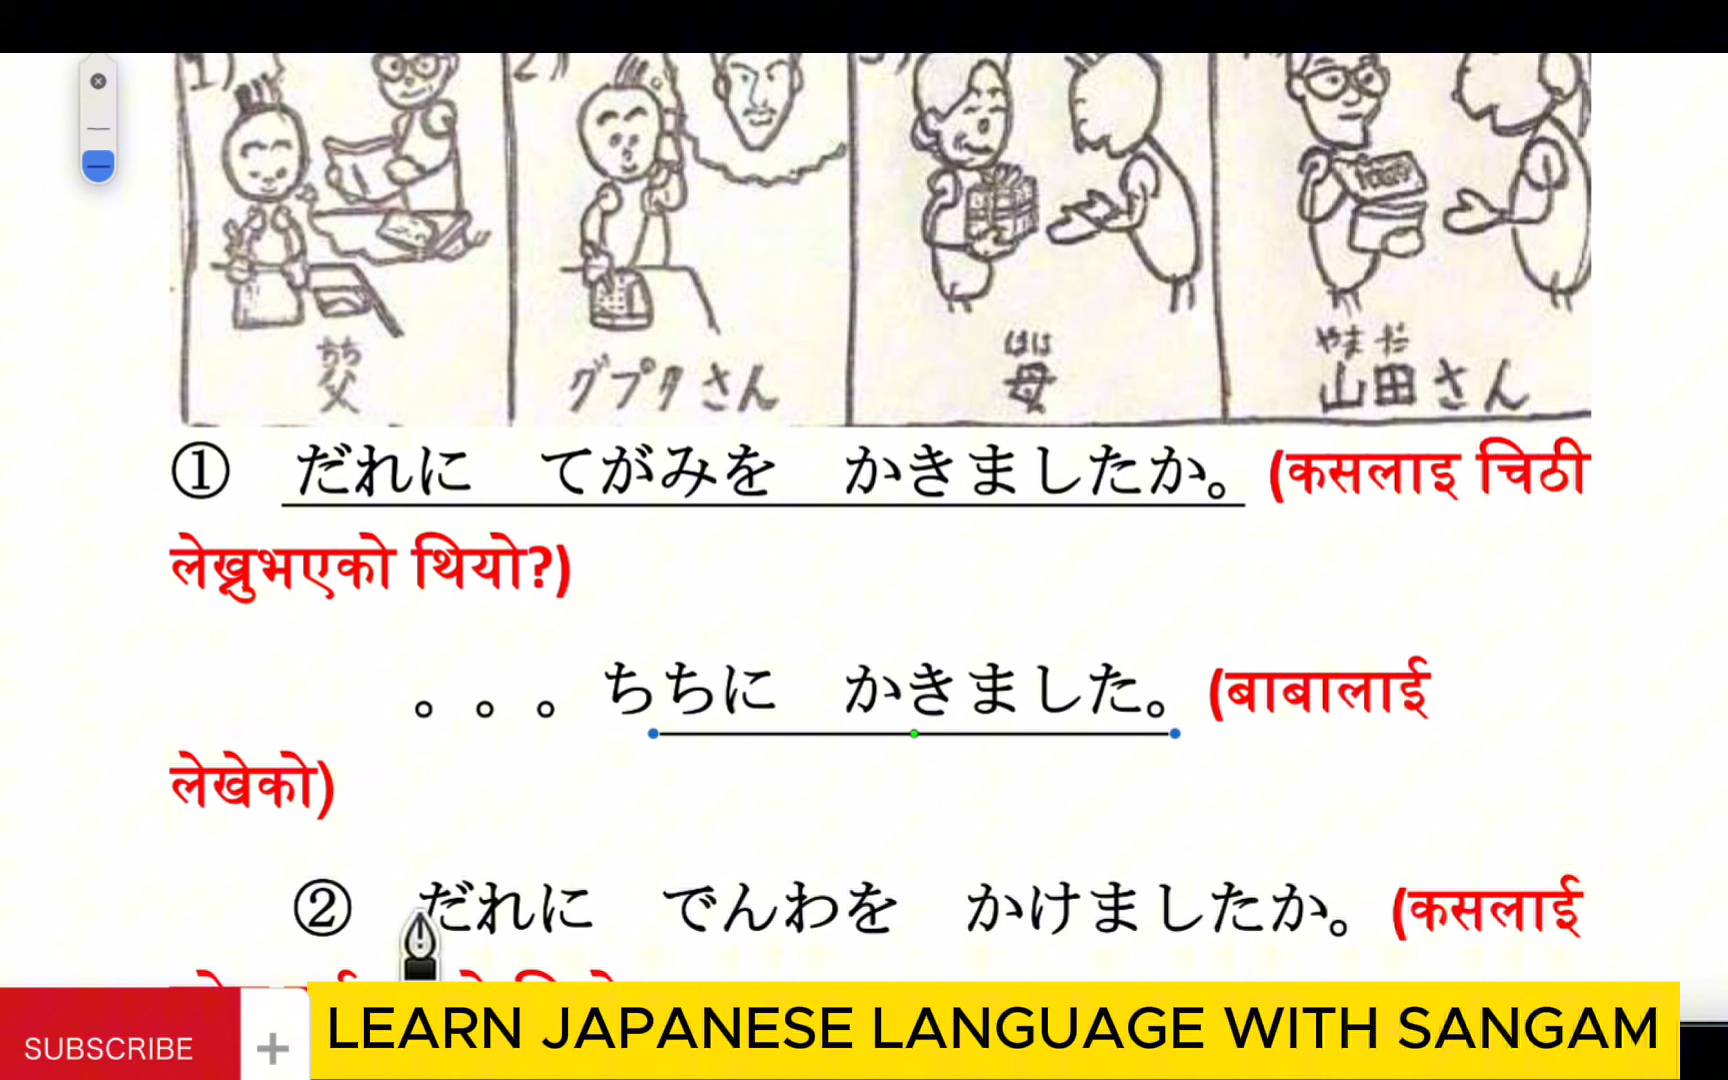 1) 2)
ちち はは やまだ
父 グプタさん 母 山田さん
① だれに てがみを かきましたか。 (कसलाइ चिठी
लेख्नुभएको थियो?)
。。。ちちに かきました。 (बाबालाई
लेखेको)
② だれに でんわを かけましたか。 (कसलाई
SUBSCRIBE +
LEARN JAPANESE LANGUAGE WITH SANGAM